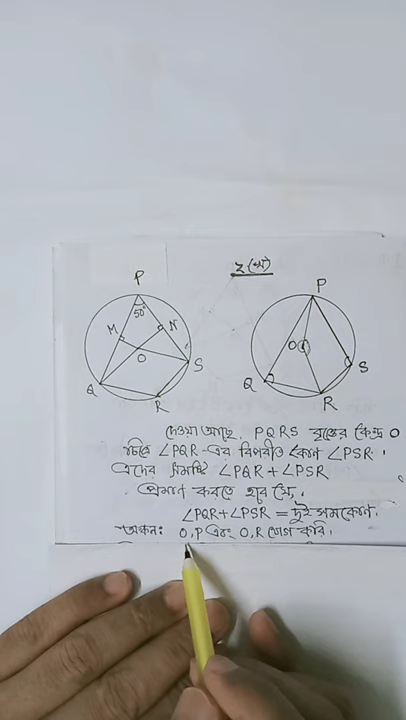 ২(খ)
P
50°
M
N
O
S
Q
R
P
O
S
Q
R
দেওয়া আছে, PQRS বৃত্তের কেন্দ্র O
চিত্রে ∠PQR-এর বিপরীত কোণ ∠PSR.
এদের সমষ্টি ∠PQR + ∠PSR
প্রমাণ করতে হবে যে,
∠PQR + ∠PSR = দুই সমকোণ.
অঙ্কন: O,P এবং O,R যোগ করি।